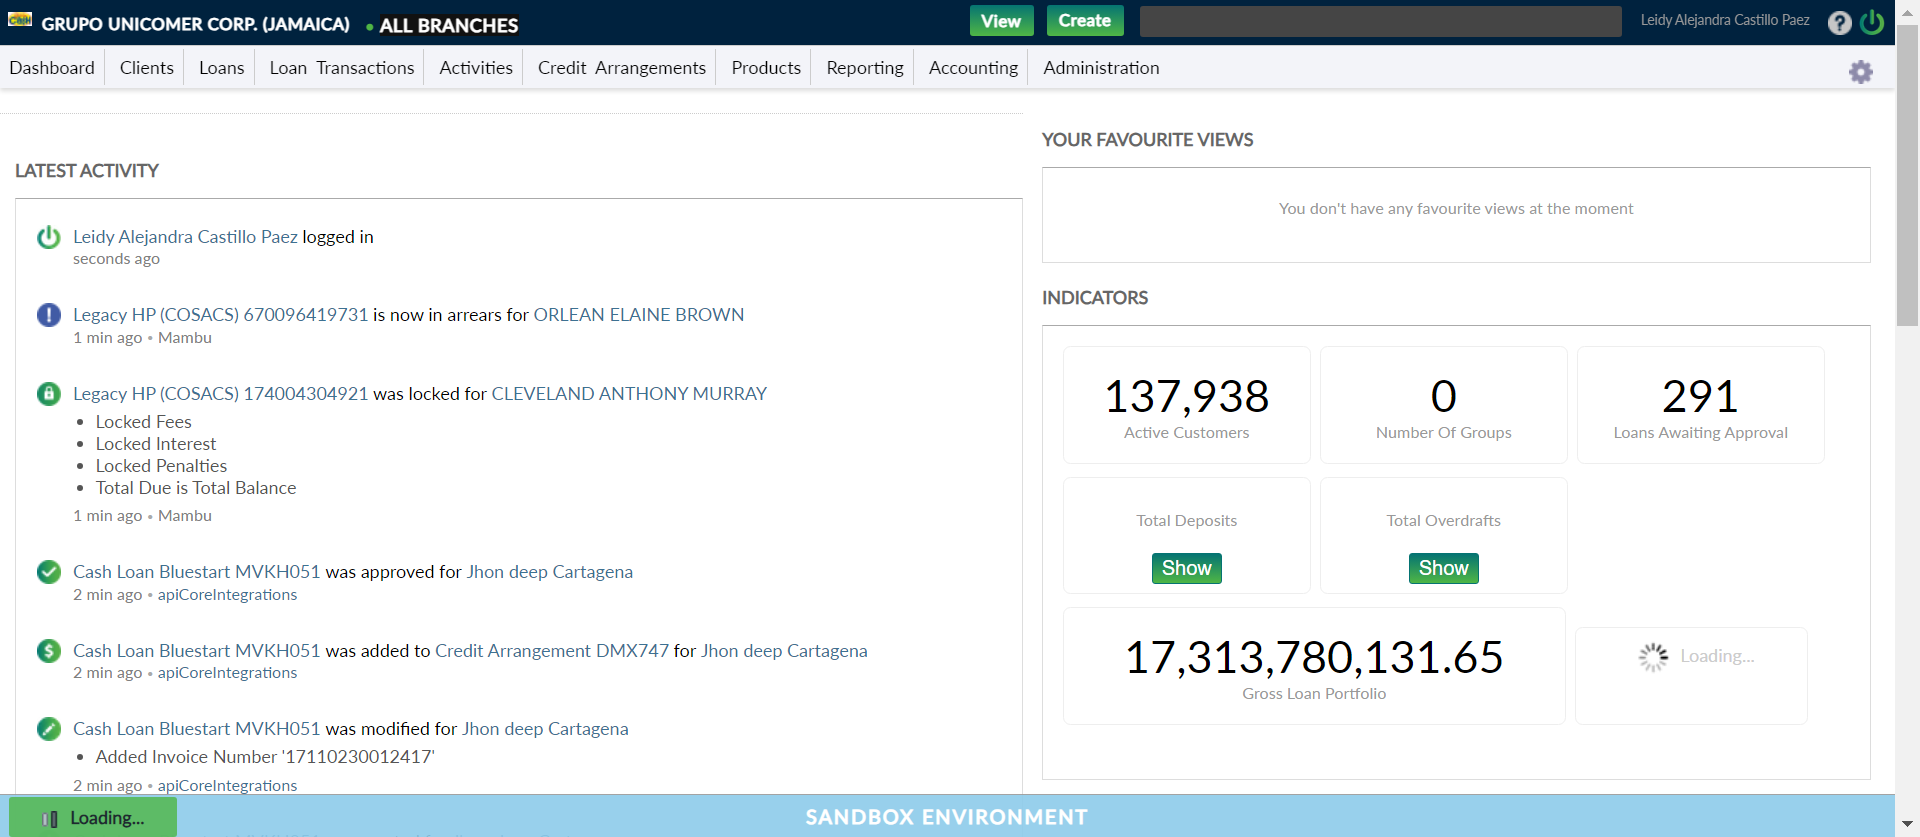 GRUPO UNICOMER CORP. (JAMAICA) • ALL BRANCHES View Create Leidy Alejandra Castillo Paez ?
Dashboard Clients Loans Loan Transactions Activities Credit Arrangements Products Reporting Accounting Administration
LATEST ACTIVITY
Leidy Alejandra Castillo Paez logged in
seconds ago
Legacy HP (COSACS) 670096419731 is now in arrears for ORLEAN ELAINE BROWN
1 min ago • Mambu
Legacy HP (COSACS) 174004304921 was locked for CLEVELAND ANTHONY MURRAY
• Locked Fees
• Locked Interest
• Locked Penalties
• Total Due is Total Balance
1 min ago • Mambu
Cash Loan Bluestart MVKH051 was approved for Jhon deep Cartagena
2 min ago • apiCoreIntegrations
Cash Loan Bluestart MVKH051 was added to Credit Arrangement DMX747 for Jhon deep Cartagena
2 min ago • apiCoreIntegrations
Cash Loan Bluestart MVKH051 was modified for Jhon deep Cartagena
• Added Invoice Number '17110230012417'
2 min ago • apiCoreIntegrations
YOUR FAVOURITE VIEWS
You don't have any favourite views at the moment
INDICATORS
137,938
Active Customers
0
Number Of Groups
291
Loans Awaiting Approval
Total Deposits
Show
Total Overdrafts
Show
17,313,780,131.65
Gross Loan Portfolio
Loading...
Loading...
SANDBOX ENVIRONMENT